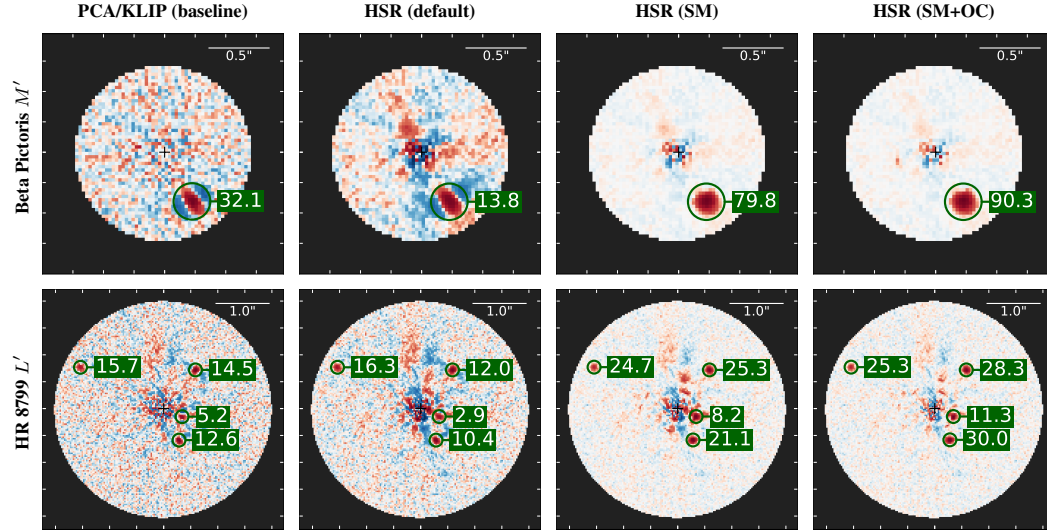 PCA/KLIP (baseline) HSR (default) HSR (SM) HSR (SM+OC)
Beta Pictoris M′
0.5" 0.5" 0.5" 0.5"
32.1 13.8 79.8 90.3
HR 8799 L′
1.0" 1.0" 1.0" 1.0"
15.7 14.5 16.3 12.0 24.7 25.3 25.3 28.3
5.2 2.9 8.2 11.3
12.6 10.4 21.1 30.0